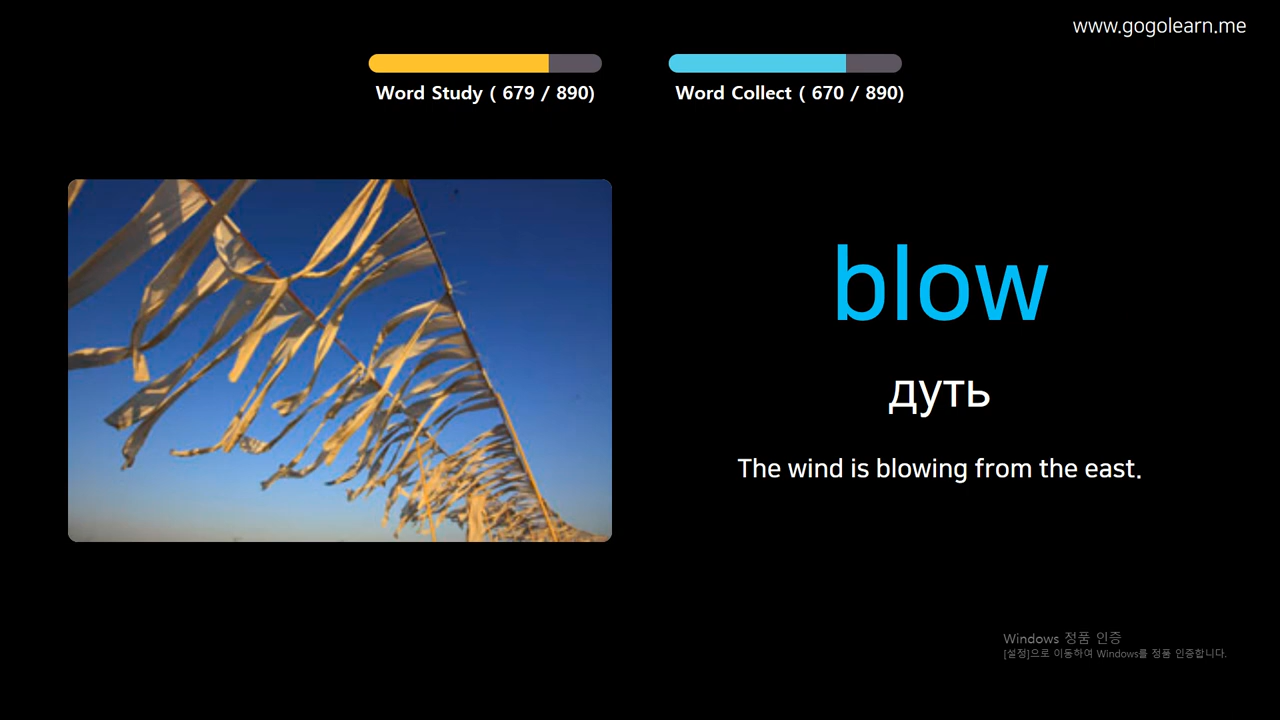 www.gogolearn.me
Word Study ( 679 / 890)
Word Collect ( 670 / 890)
blow
дуть
The wind is blowing from the east.
Windows 정품 인증
[설정]으로 이동하여 Windows를 정품 인증합니다.